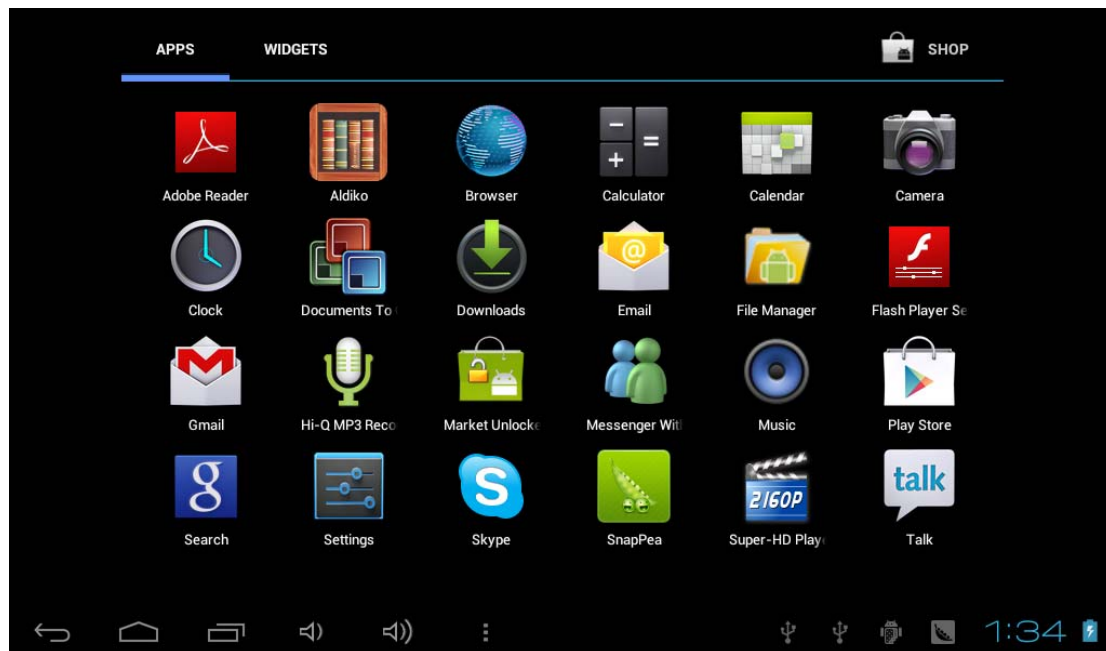 APPS WIDGETS SHOP
Adobe Reader Aldiko Browser Calculator Calendar Camera
Clock Documents To Downloads Email File Manager Flash Player Se
Gmail Hi-Q MP3 Reco Market Unlocke Messenger Wit Music Play Store
2160P talk
Search Settings Skype SnapPea Super-HD Play Talk
1:34